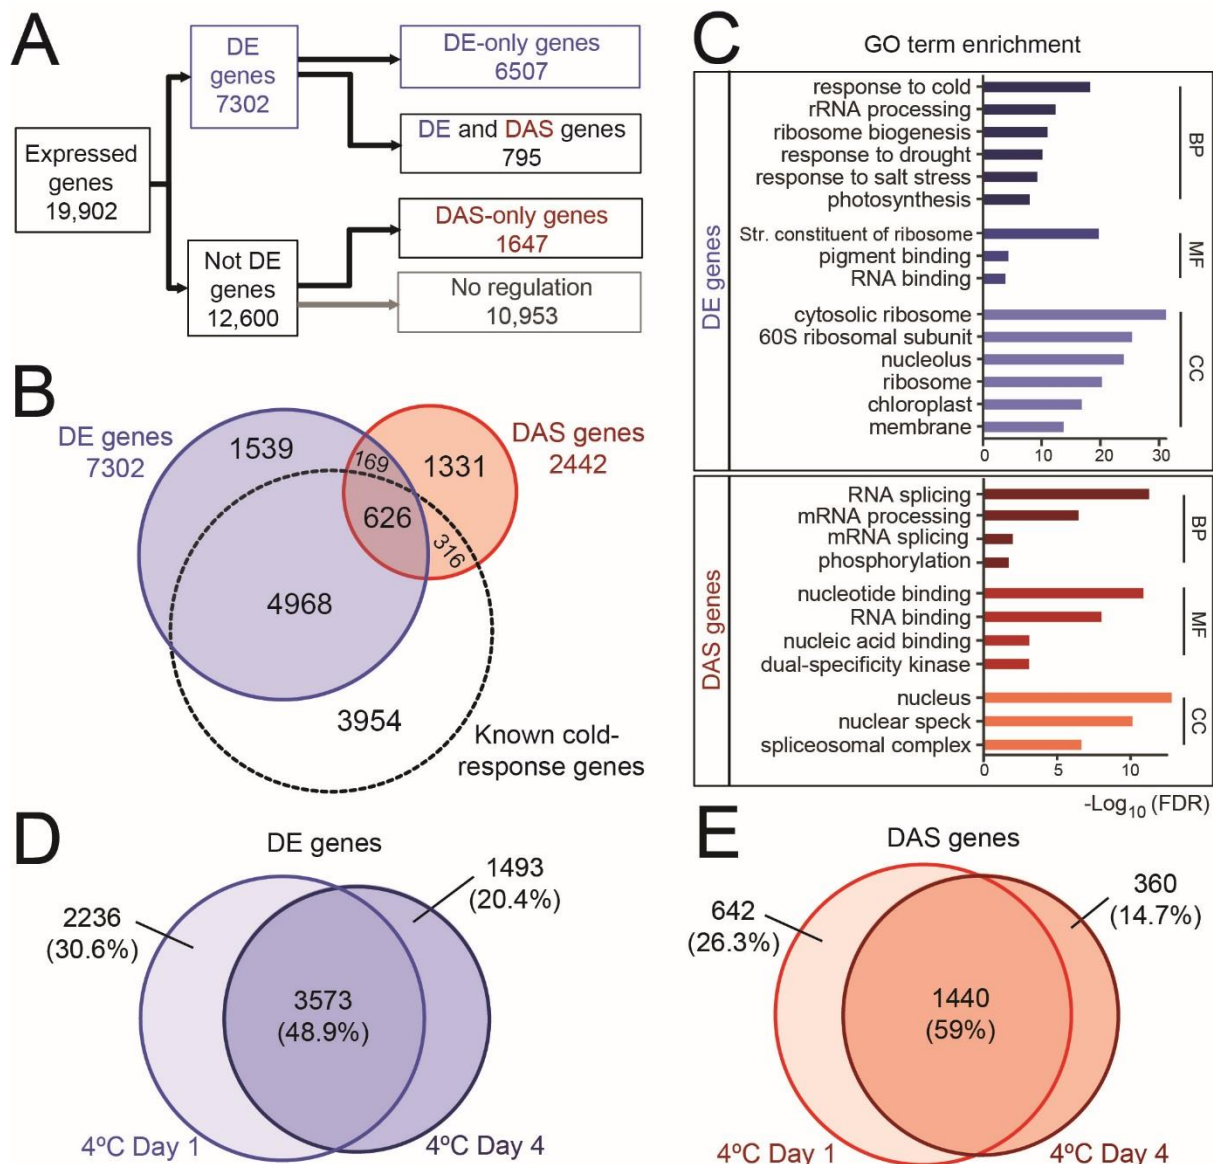 A
DE
genes
7302
DE-only genes
6507
DE and DAS genes
795
Expressed
genes
19,902
DAS-only genes
1647
Not DE
genes
12,600
No regulation
10,953
B
DE genes
7302
1539
169
1331
DAS genes
2442
626
316
4968
3954
Known cold-
response genes
C
GO term enrichment
DE genes
response to cold
rRNA processing
ribosome biogenesis
response to drought
response to salt stress
photosynthesis
BP
Str. constituent of ribosome
pigment binding
RNA binding
MF
cytosolic ribosome
60S ribosomal subunit
nucleolus
ribosome
chloroplast
membrane
CC
0 10 20 30
DAS genes
RNA splicing
mRNA processing
mRNA splicing
phosphorylation
BP
nucleotide binding
RNA binding
nucleic acid binding
dual-specificity kinase
MF
nucleus
nuclear speck
spliceosomal complex
CC
0 5 10
-Log10 (FDR)
D
DE genes
2236
(30.6%)
1493
(20.4%)
3573
(48.9%)
4ºC Day 1
4ºC Day 4
E
DAS genes
642
(26.3%)
360
(14.7%)
1440
(59%)
4ºC Day 1
4ºC Day 4